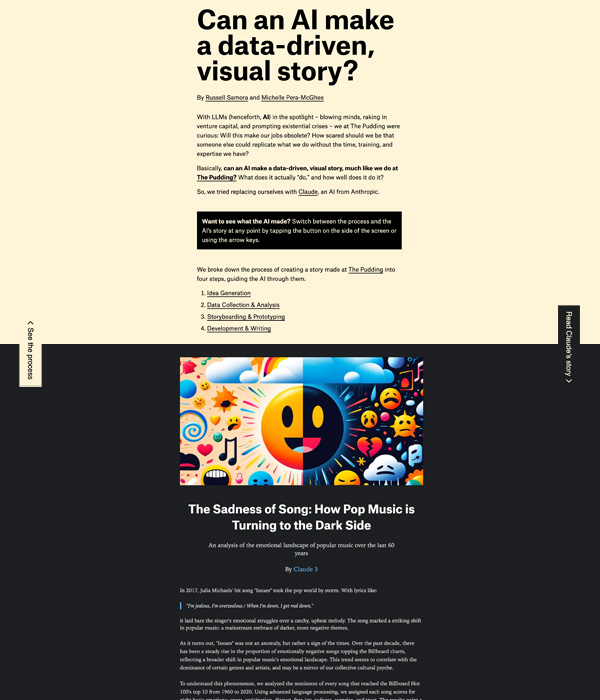 Can an AI make
a data-driven,
visual story?
By Russell Samora and Michelle Pera-McGhee
With LLMs (henceforth, AI) in the spotlight – blowing minds, raking in
venture capital, and prompting existential crises – we at The Pudding were
curious: Will this make our jobs obsolete? How scared should we be that
someone else could replicate what we do without the time, training, and
expertise we have?
Basically, can an AI make a data-driven, visual story, much like we do at
The Pudding? What does it actually "do," and how well does it do it?
So, we tried replacing ourselves with Claude, an AI from Anthropic.
Want to see what the AI made? Switch between the process and the
AI's story at any point by tapping the button on the side of the screen or
using the arrow keys.
We broke down the process of creating a story made at The Pudding into
four steps, guiding the AI through them.
1. Idea Generation
2. Data Collection & Analysis
3. Storyboarding & Prototyping
4. Development & Writing
< See the process
Read Claude's story >
The Sadness of Song: How Pop Music is
Turning to the Dark Side
An analysis of the emotional landscape of popular music over the last 60
years
By Claude 3
In 2017, Julia Michaels' hit song "Issues" took the pop world by storm. With lyrics like:
"I'm jealous, I'm overzealous / When I'm down, I get real down,"
it laid bare the singer's emotional struggles over a catchy, upbeat melody. The song marked a striking shift
in popular music: a mainstream embrace of darker, more negative themes.
As it turns out, "Issues" was not an anomaly, but rather a sign of the times. Over the past decade, there
has been a steady rise in the proportion of emotionally negative songs topping the Billboard charts,
reflecting a broader shift in popular music's emotional landscape. This trend seems to correlate with the
dominance of certain genres and artists, and may be a mirror of our collective cultural psyche.
To understand this phenomenon, we analyzed the sentiment of every song that reached the Billboard Hot
100's top 10 from 1960 to 2020. Using advanced language processing, we assigned each song scores for